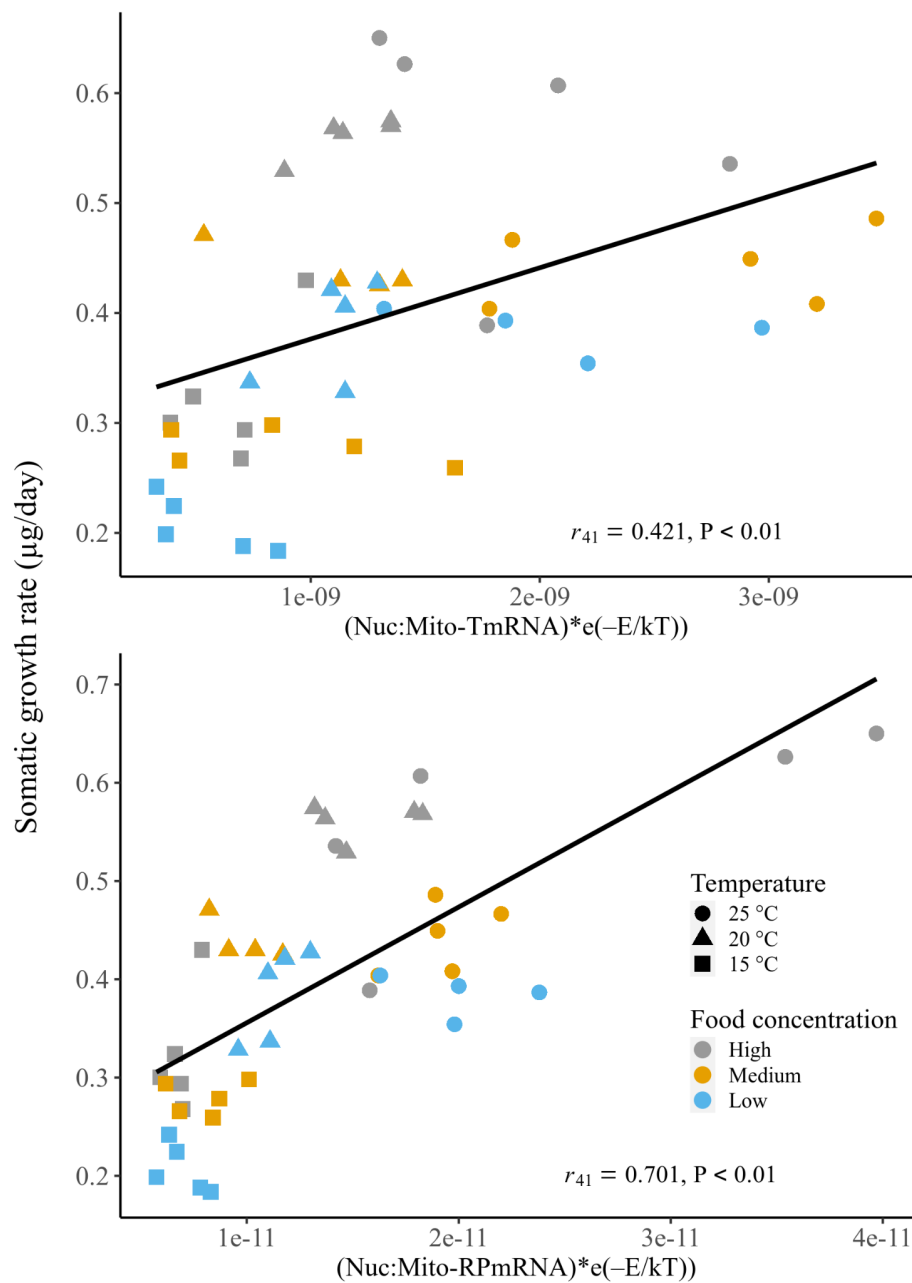 Somatic growth rate (μg/day)
0.6
0.5
0.4
0.3
0.2
r41 = 0.421, P < 0.01
1e-09
2e-09
3e-09
(Nuc:Mito-TmRNA)*e(–E/kT))
0.7
0.6
0.5
0.4
0.3
0.2
Temperature
25 °C
20 °C
15 °C
Food concentration
High
Medium
Low
r41 = 0.701, P < 0.01
1e-11
2e-11
3e-11
4e-11
(Nuc:Mito-RPmRNA)*e(–E/kT))